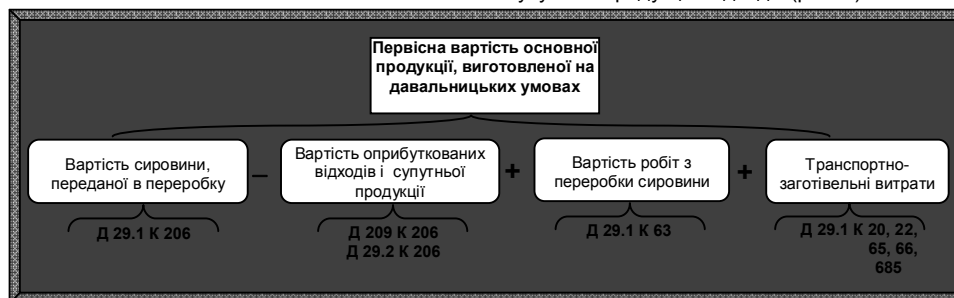 Первісна вартість основної
продукції, виготовленої на
давальницьких умовах
Вартість сировини,
переданої в переробку
–
Вартість оприбуткованих
відходів і супутньої
продукції
+
Вартість робіт з
переробки сировини
+
Транспортно-
заготівельні витрати
Д 29.1 К 206
Д 209 К 206
Д 29.2 К 206
Д 29.1 К 63
Д 29.1 К 20, 22,
65, 66,
685